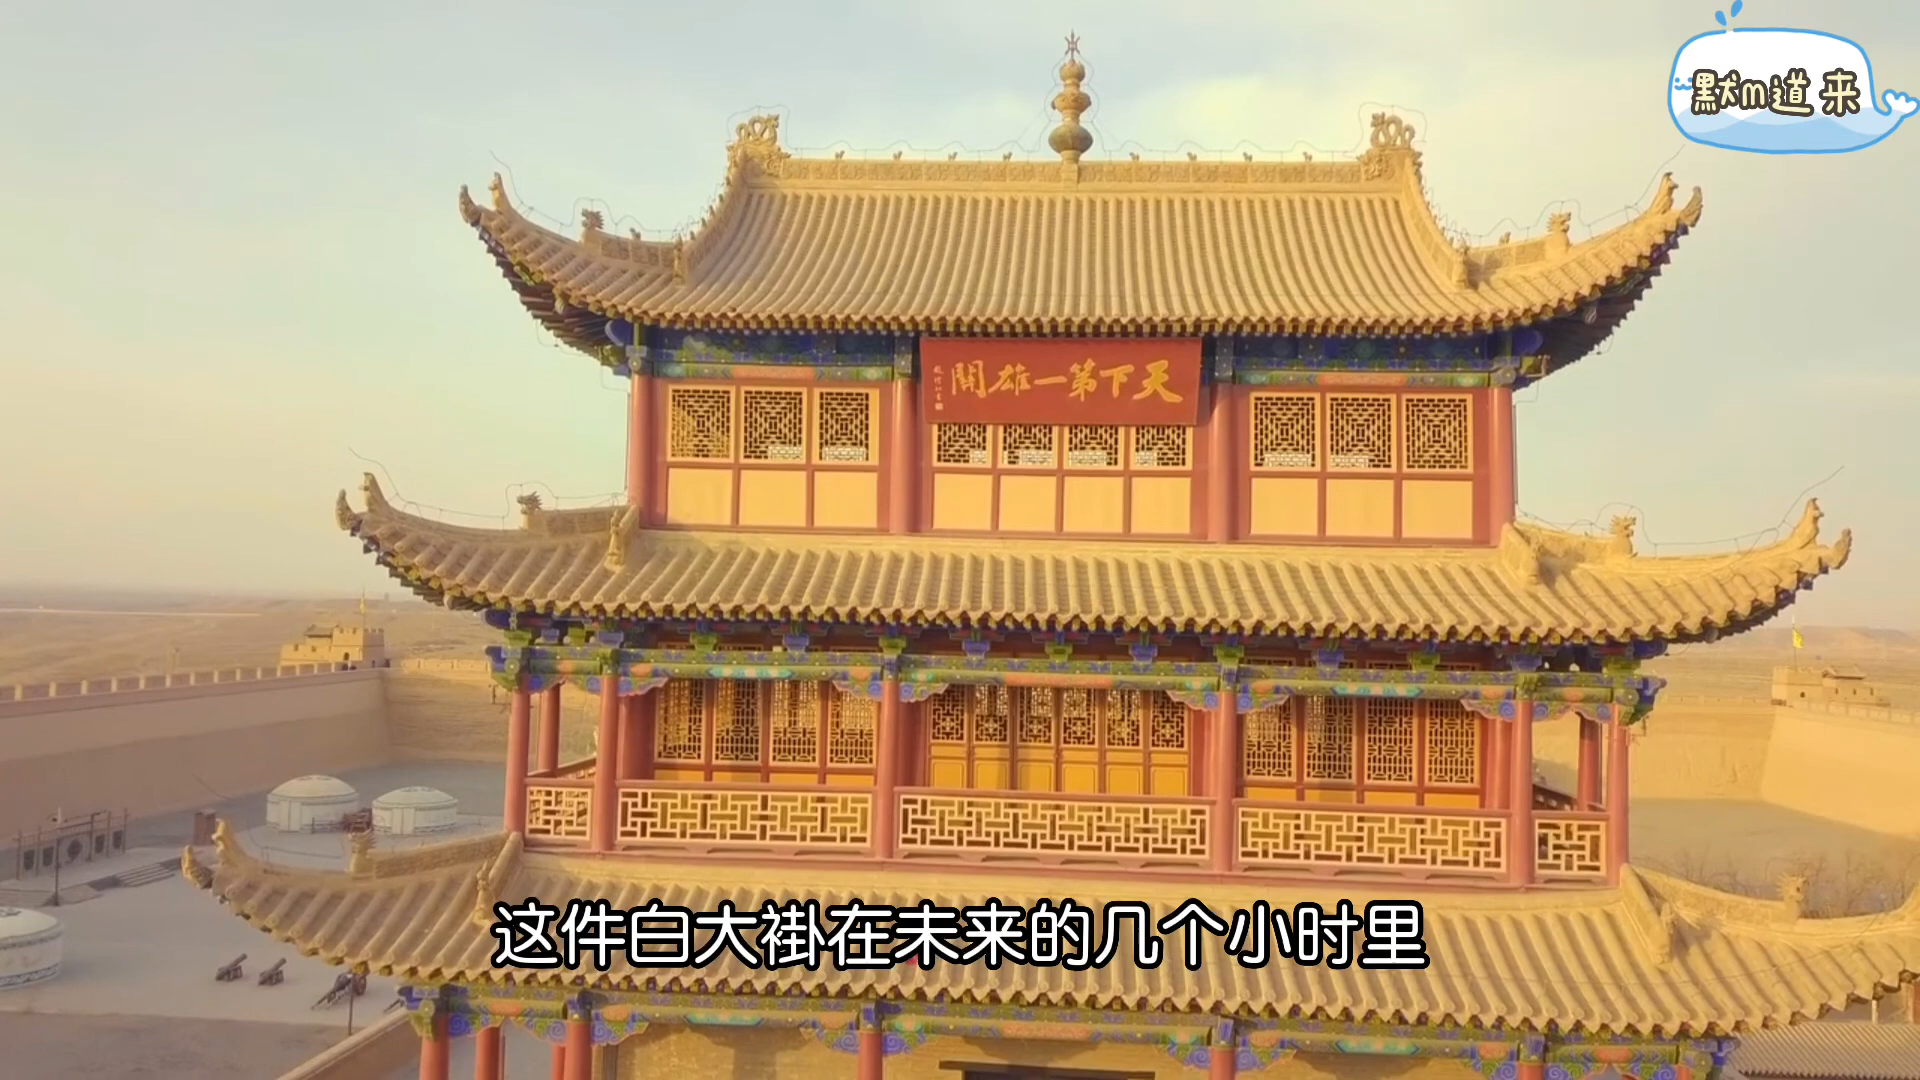 默m道来
開雄一第下天
这件白大褂在未来的几个小时里